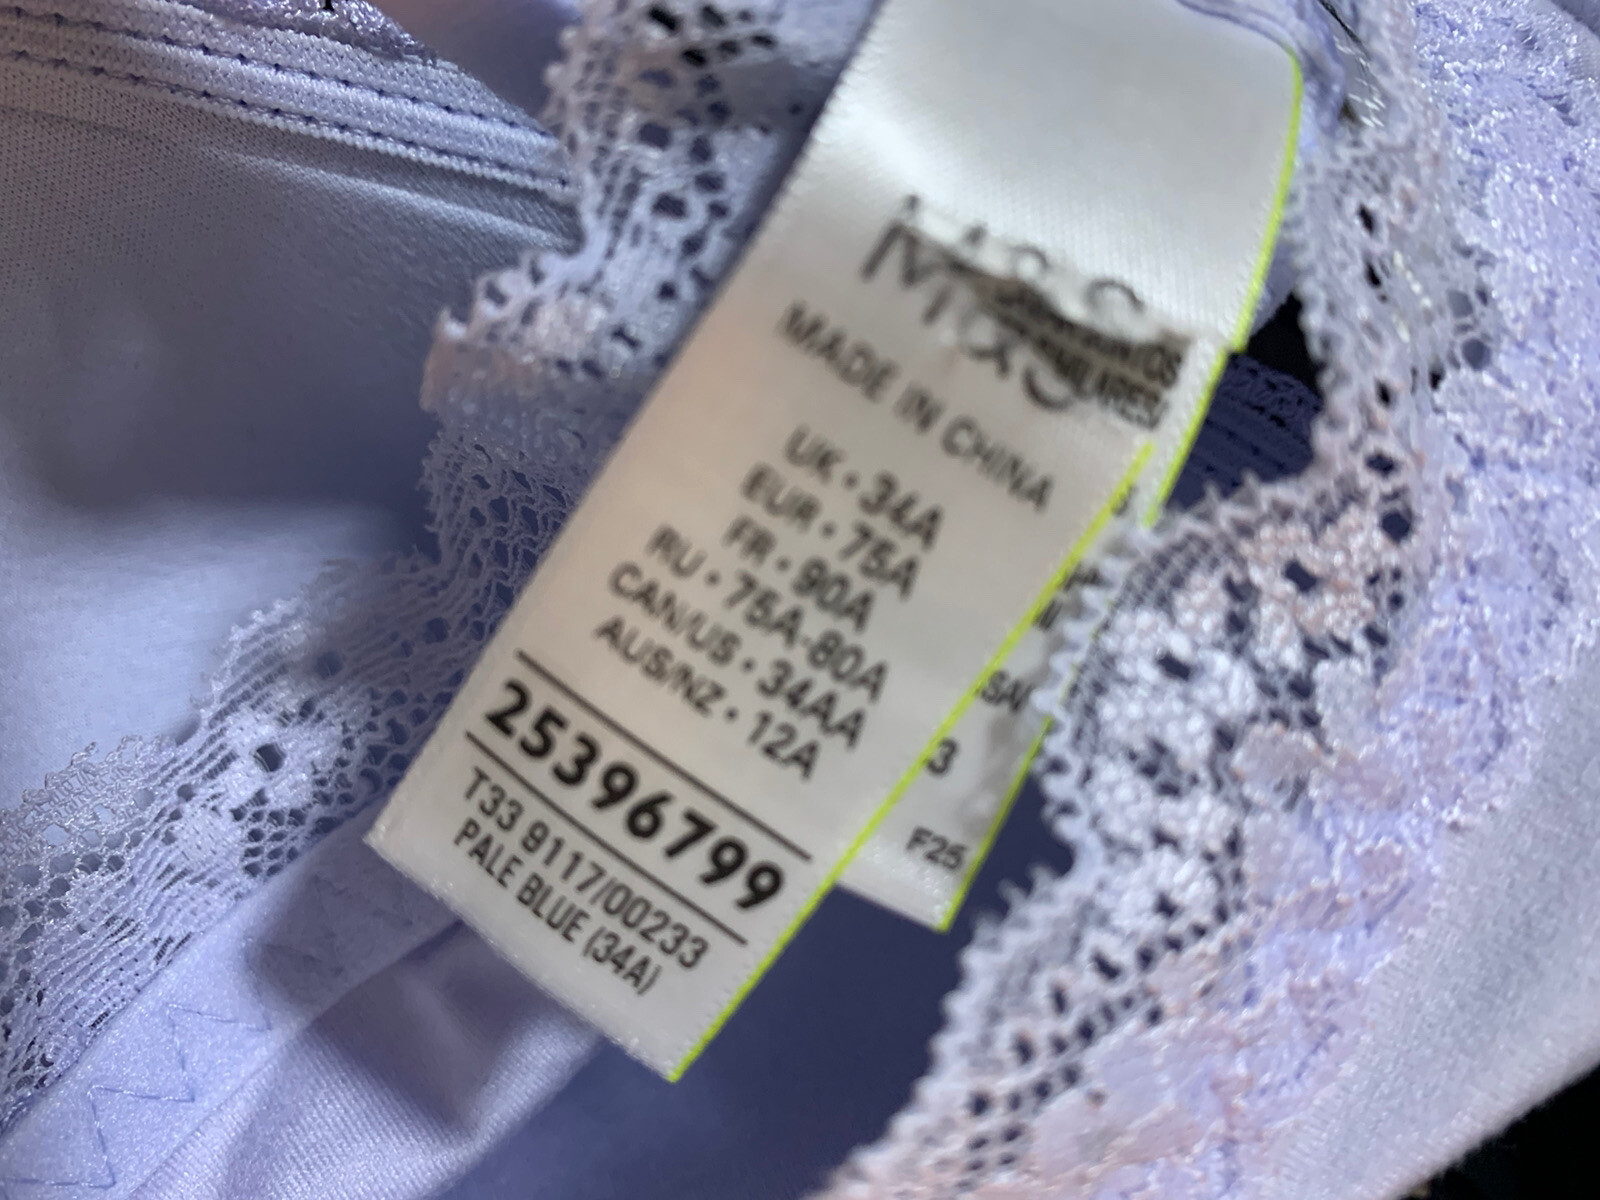 M&S
MADE IN CHINA
UK • 34A
EUR • 75A
FR • 90A
RU • 75A-80A
CAN/US • 34AA
AUS/NZ • 12A
25396799
T33 9117/00233
PALE BLUE (34A)
3
F25